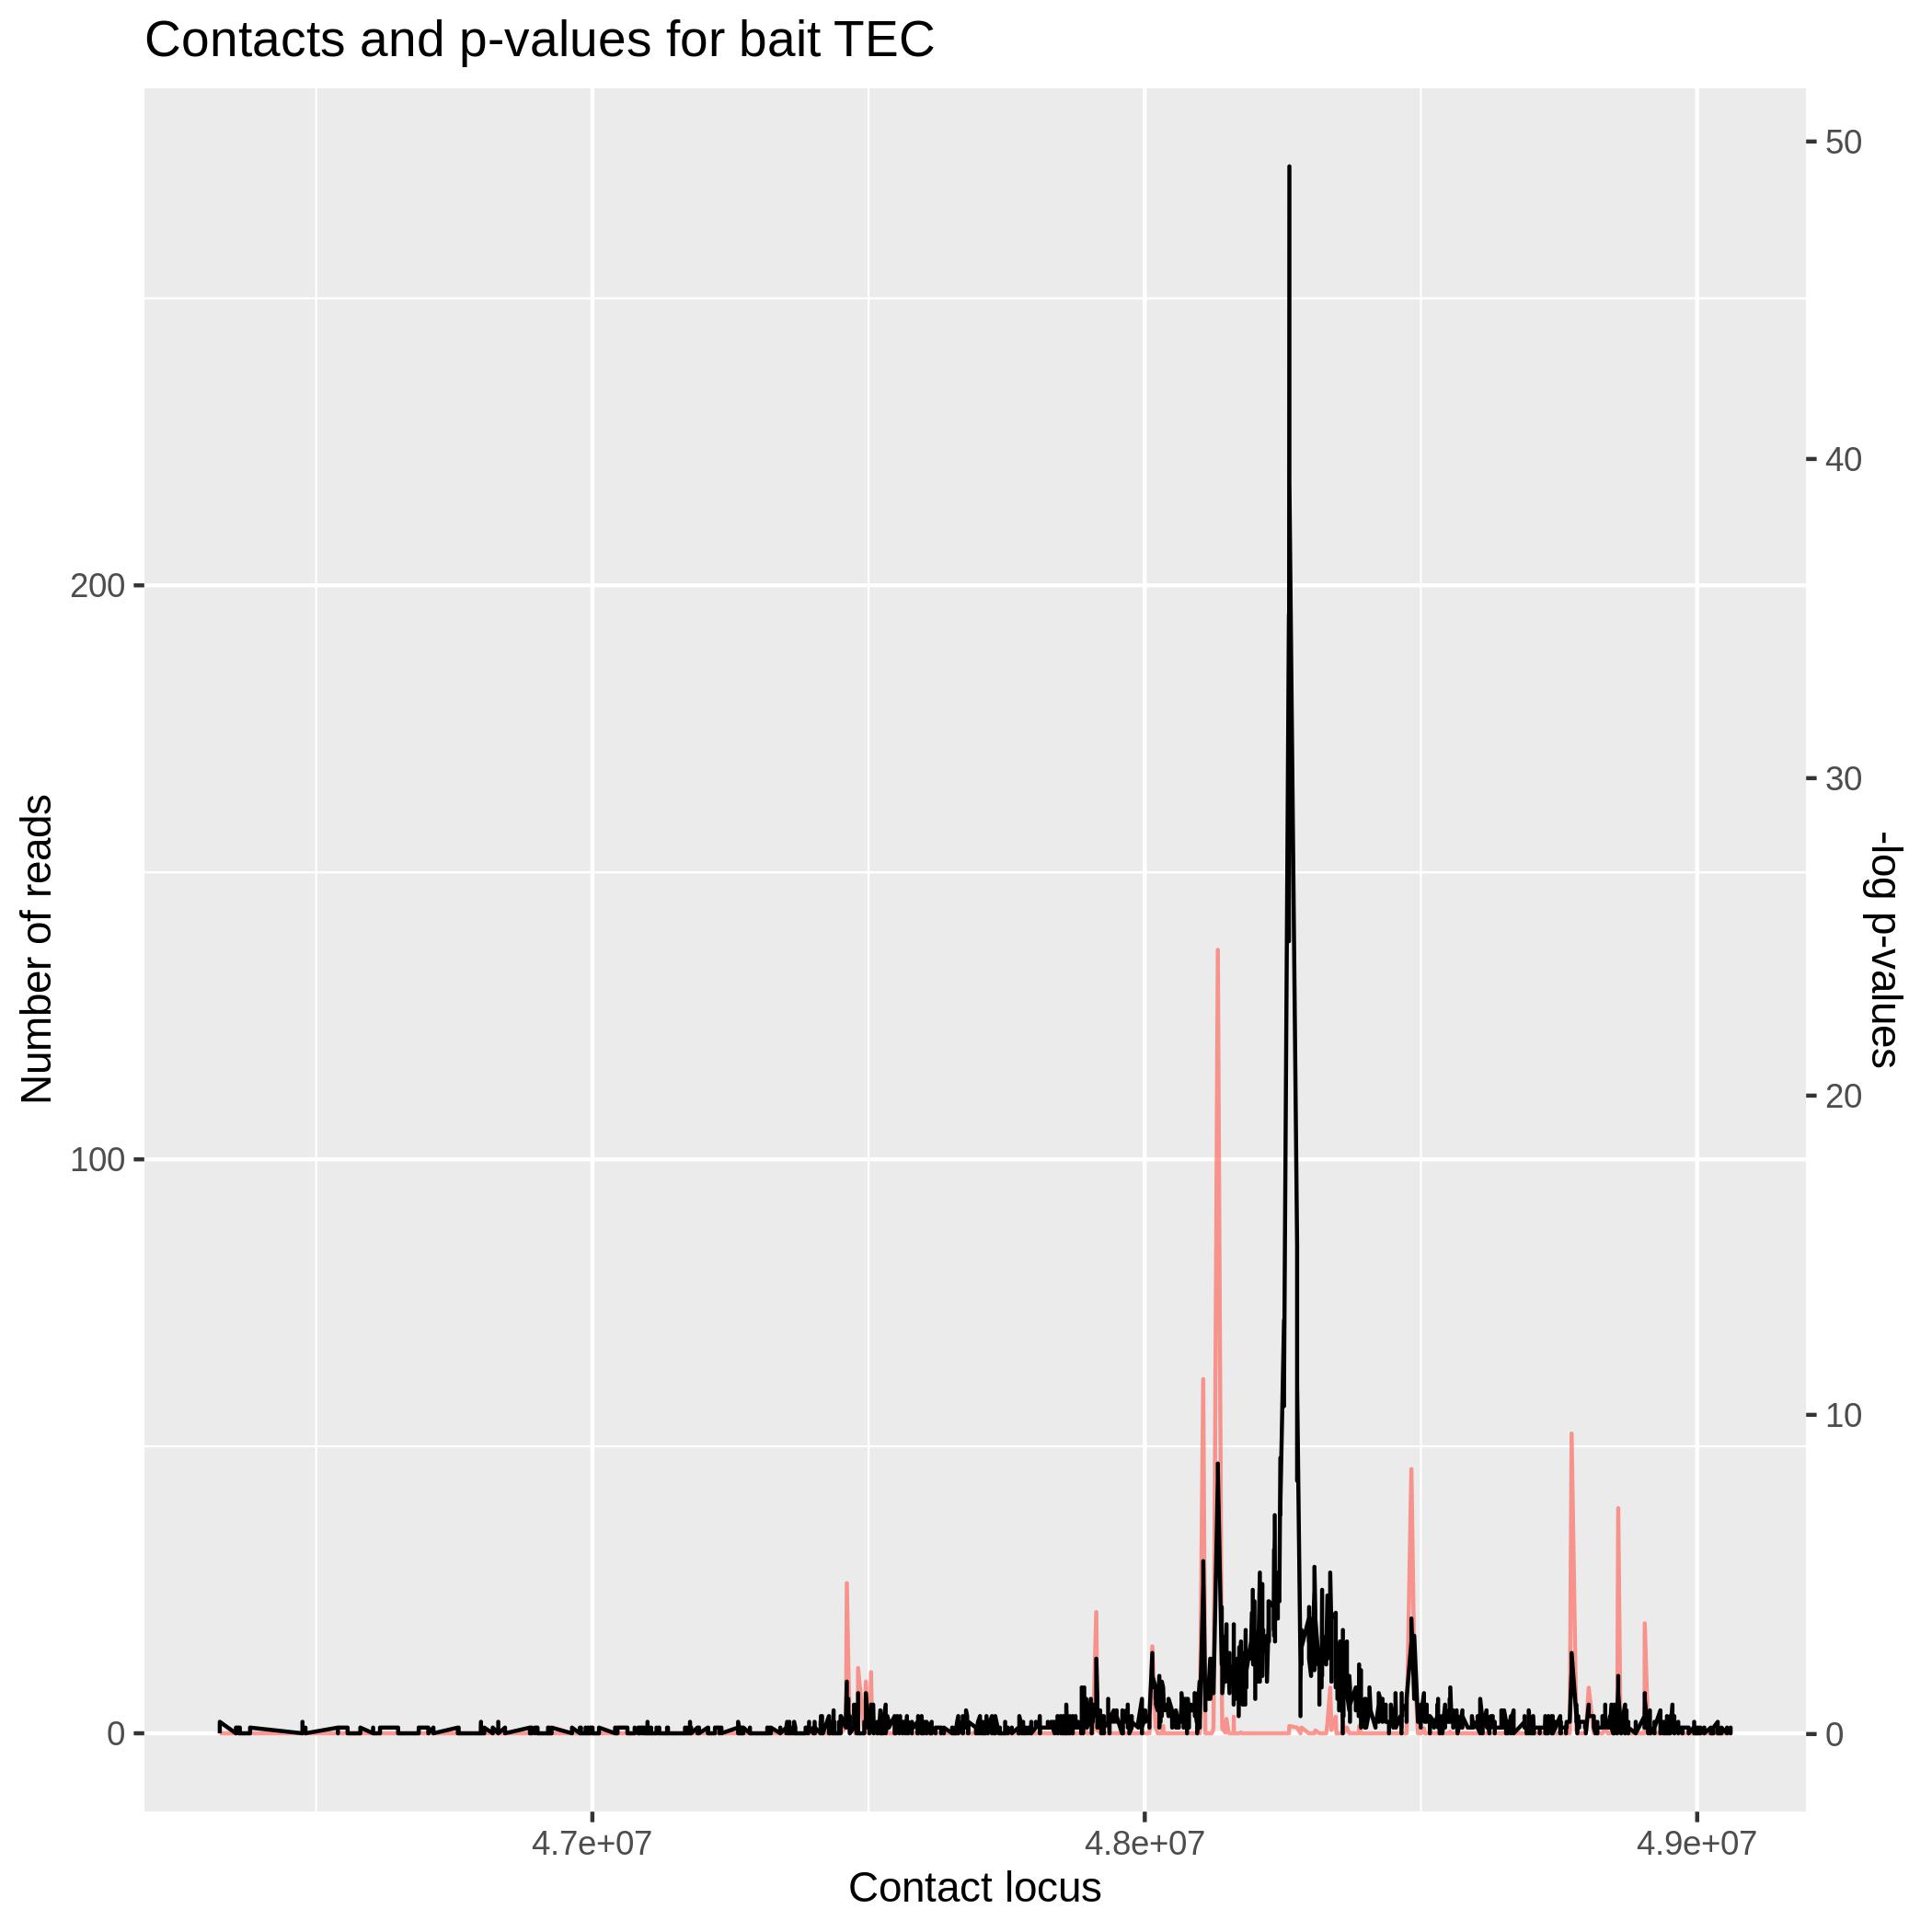 Contacts and p-values for bait TEC
Number of reads
200
100
0
50
40
30
20
10
0
-log p-values
4.7e+07
4.8e+07
4.9e+07
Contact locus